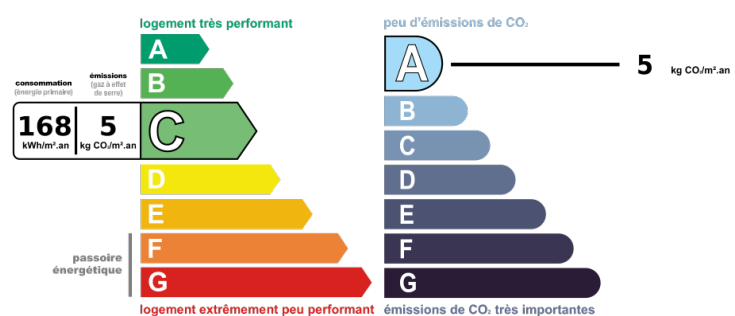 logement très performant
A
B
consommation
(énergie primaire)
émissions
(gaz à effet
de serre)
168
kWh/m².an
5
kg CO₂/m².an
C
D
E
F
G
passoire
énergétique
logement extrêmement peu performant
peu d'émissions de CO₂
A
5
kg CO₂/m².an
B
C
D
E
F
G
émissions de CO₂ très importantes